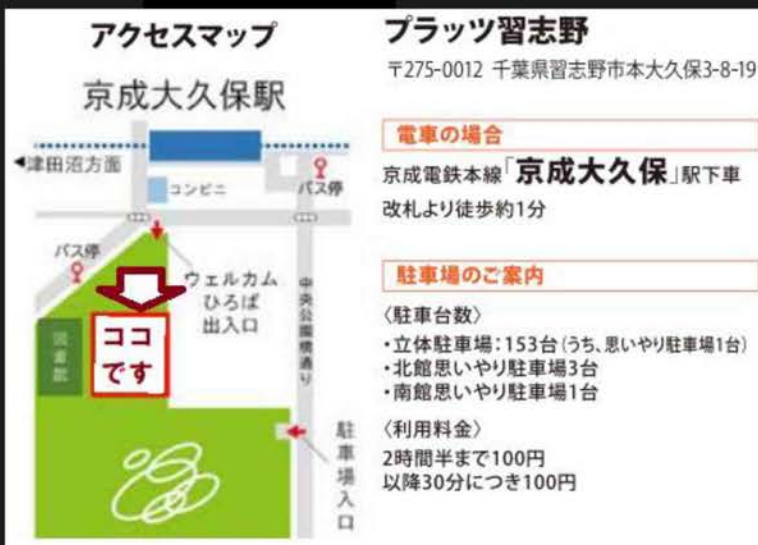 アクセスマップ
京成大久保駅
◀津田沼方面
コンビニ
バス停
バス停
ウェルカム
ひろば
出入口
中央公園横通り
図書館
ココ
です
駐車場入口
プラッツ習志野
〒275-0012 千葉県習志野市本大久保3-8-19
電車の場合
京成電鉄本線「京成大久保」駅下車
改札より徒歩約1分
駐車場のご案内
〈駐車台数〉
・立体駐車場：153台（うち、思いやり駐車場1台）
・北館思いやり駐車場3台
・南館思いやり駐車場1台
〈利用料金〉
2時間半まで100円
以降30分につき100円